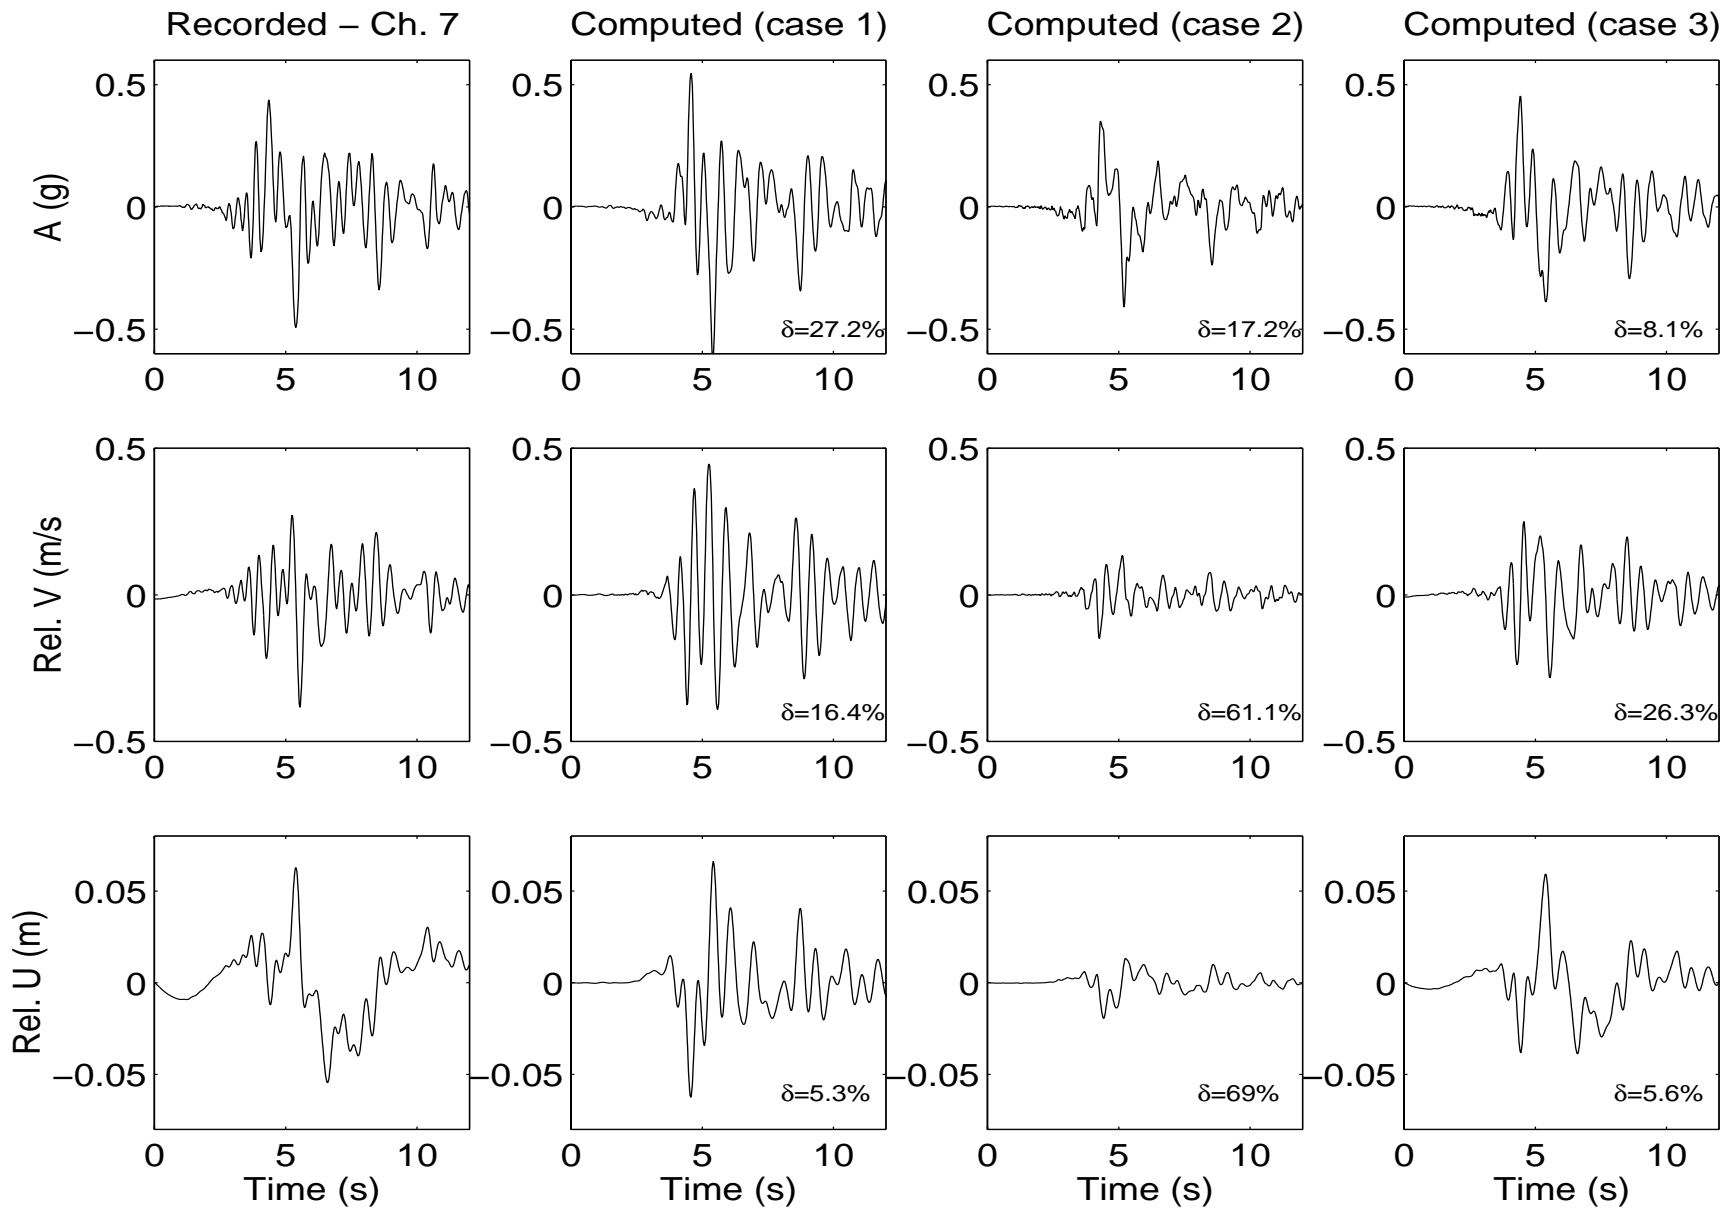 Recorded – Ch. 7 Computed (case 1) Computed (case 2) Computed (case 3)
A (g)
0.5 0.5 0.5 0.5
0 0 0 0
−0.5 −0.5 −0.5 −0.5
δ=27.2% δ=17.2% δ=8.1%
0 5 10 0 5 10 0 5 10 0 5 10
Rel. V (m/s
0.5 0.5 0.5 0.5
0 0 0 0
δ=16.4% δ=61.1% δ=26.3%
−0.5 −0.5 −0.5 −0.5
0 5 10 0 5 10 0 5 10 0 5 10
Rel. U (m)
0.05 0.05 0.05 0.05
0 0 0 0
−0.05 −0.05 −0.05 −0.05
δ=5.3% δ=69% δ=5.6%
0 5 10 0 5 10 0 5 10 0 5 10
Time (s) Time (s) Time (s) Time (s)